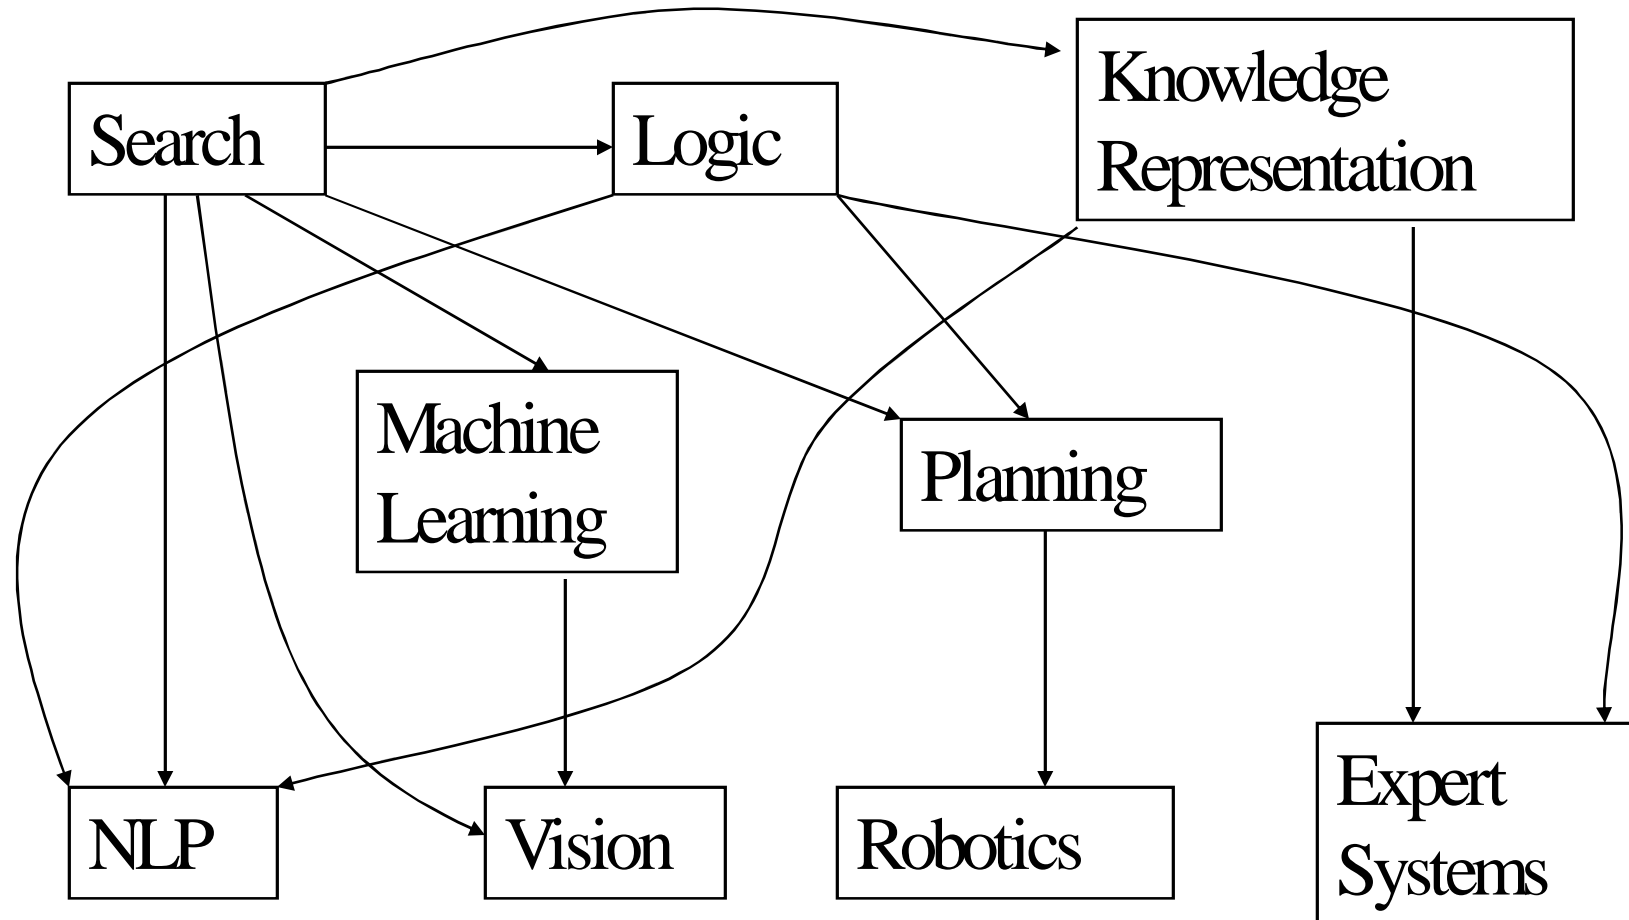 Search
Logic
Knowledge
Representation
Machine
Learning
Planning
NLP
Vision
Robotics
Expert
Systems